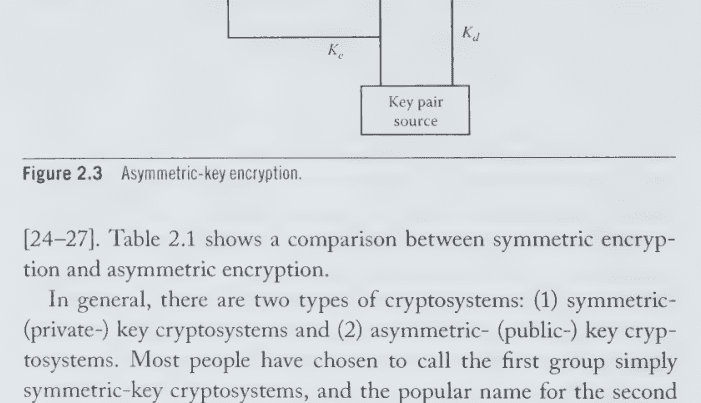 K_d
K_e
Key pair
source
Figure 2.3 Asymmetric-key encryption.
[24–27]. Table 2.1 shows a comparison between symmetric encryp-
tion and asymmetric encryption.
In general, there are two types of cryptosystems: (1) symmetric-
(private-) key cryptosystems and (2) asymmetric- (public-) key cryp-
tosystems. Most people have chosen to call the first group simply
symmetric-key cryptosystems, and the popular name for the second